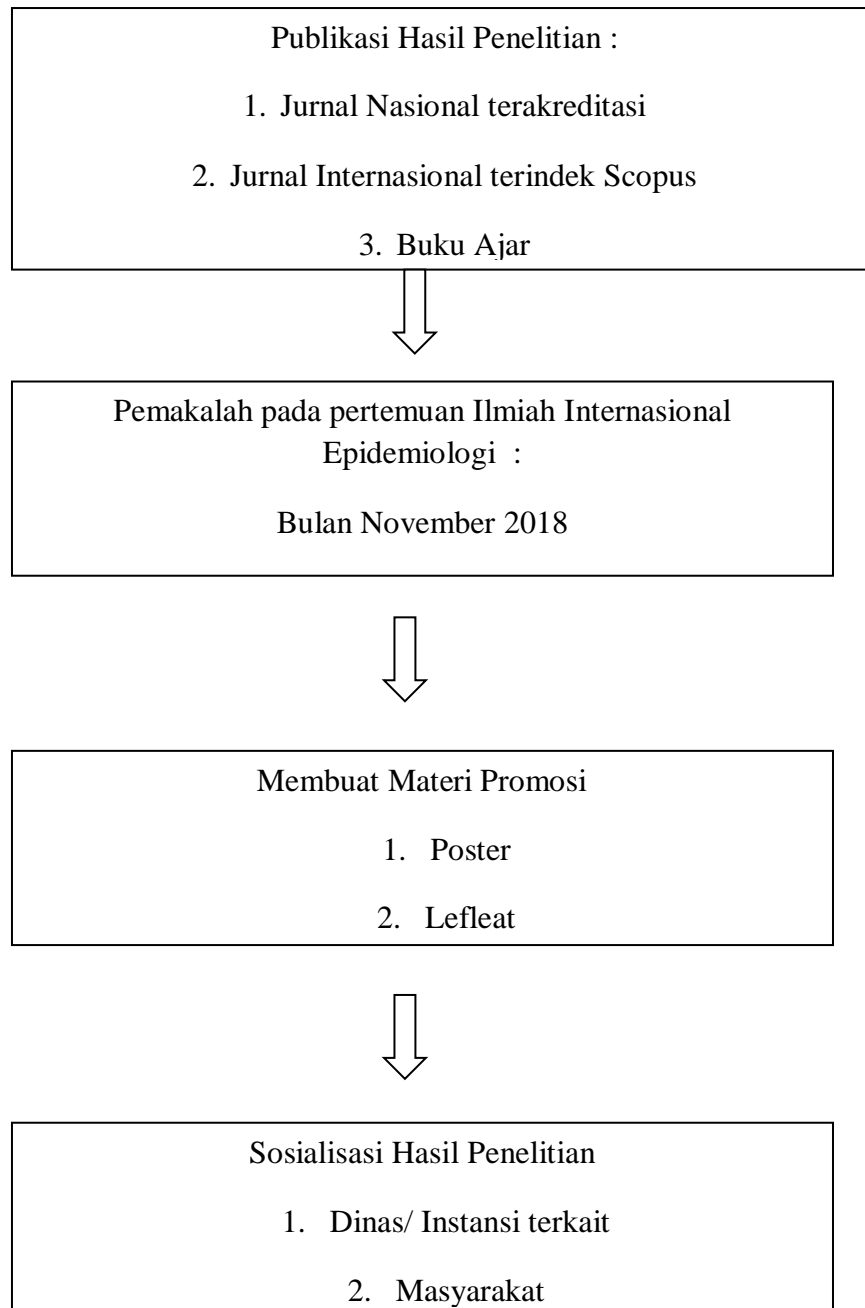 Publikasi Hasil Penelitian :
1. Jurnal Nasional terakreditasi
2. Jurnal Internasional terindek Scopus
3. Buku Ajar
Pemakalah pada pertemuan Ilmiah Internasional
Epidemiologi :
Bulan November 2018
Membuat Materi Promosi
1. Poster
2. Lefleat
Sosialisasi Hasil Penelitian
1. Dinas/ Instansi terkait
2. Masyarakat